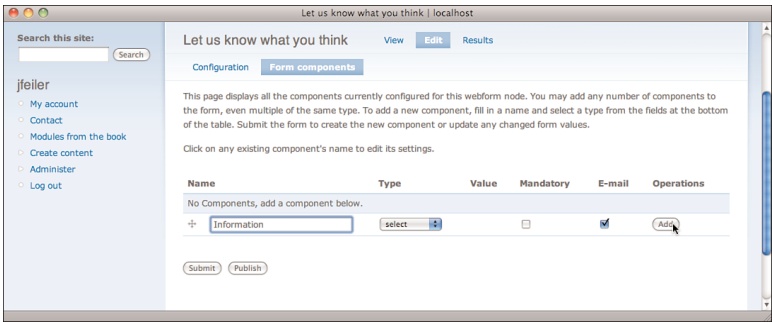 Let us know what you think | localhost
Search this site:
Search
jfeiler
My account
Contact
Modules from the book
Create content
Administer
Log out
Let us know what you think
View
Edit
Results
Configuration
Form components
This page displays all the components currently configured for this webform node. You may add any number of components to
the form, even multiple of the same type. To add a new component, fill in a name and select a type from the fields at the bottom
of the table. Submit the form to create the new component or update any changed form values.
Click on any existing component's name to edit its settings.
Name Type Value Mandatory E-mail Operations
No Components, add a component below.
Information select Add
Submit Publish